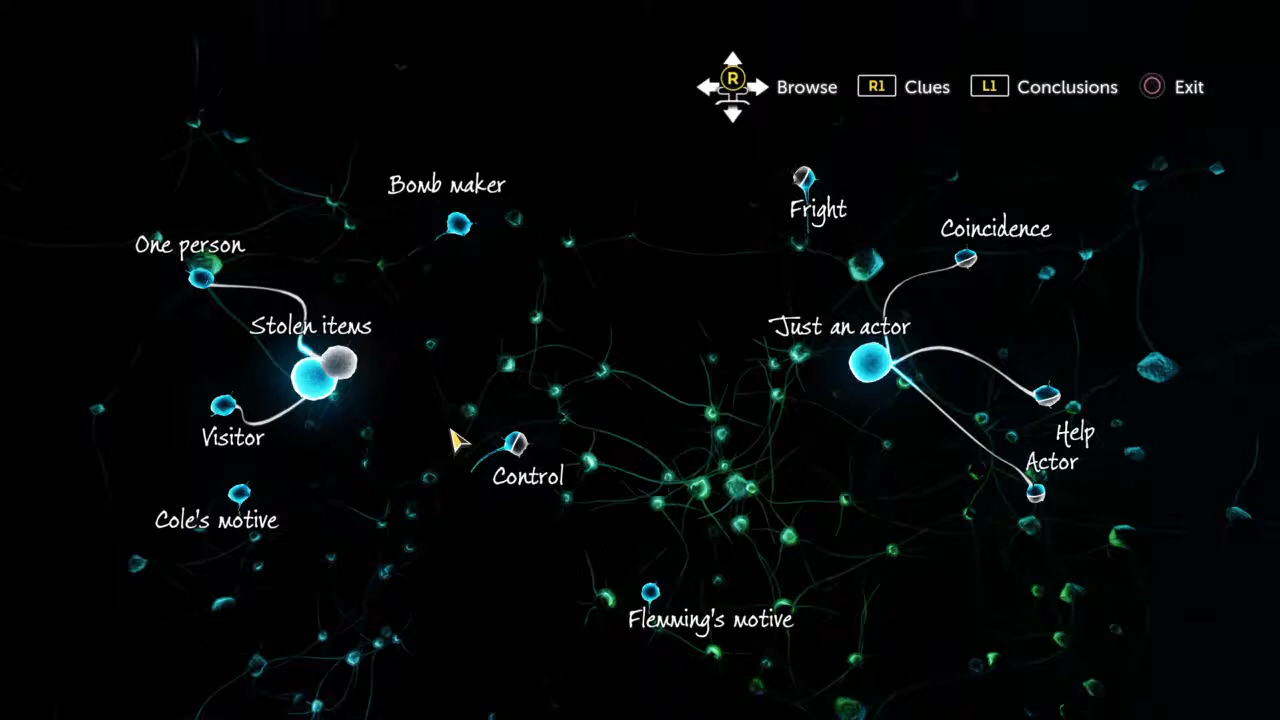 R Browse R1 Clues L1 Conclusions Exit
Bomb maker
Fright
One person
Coincidence
Stolen items
Just an actor
Visitor
Help
Control
Actor
Cole's motive
Flemming's motive